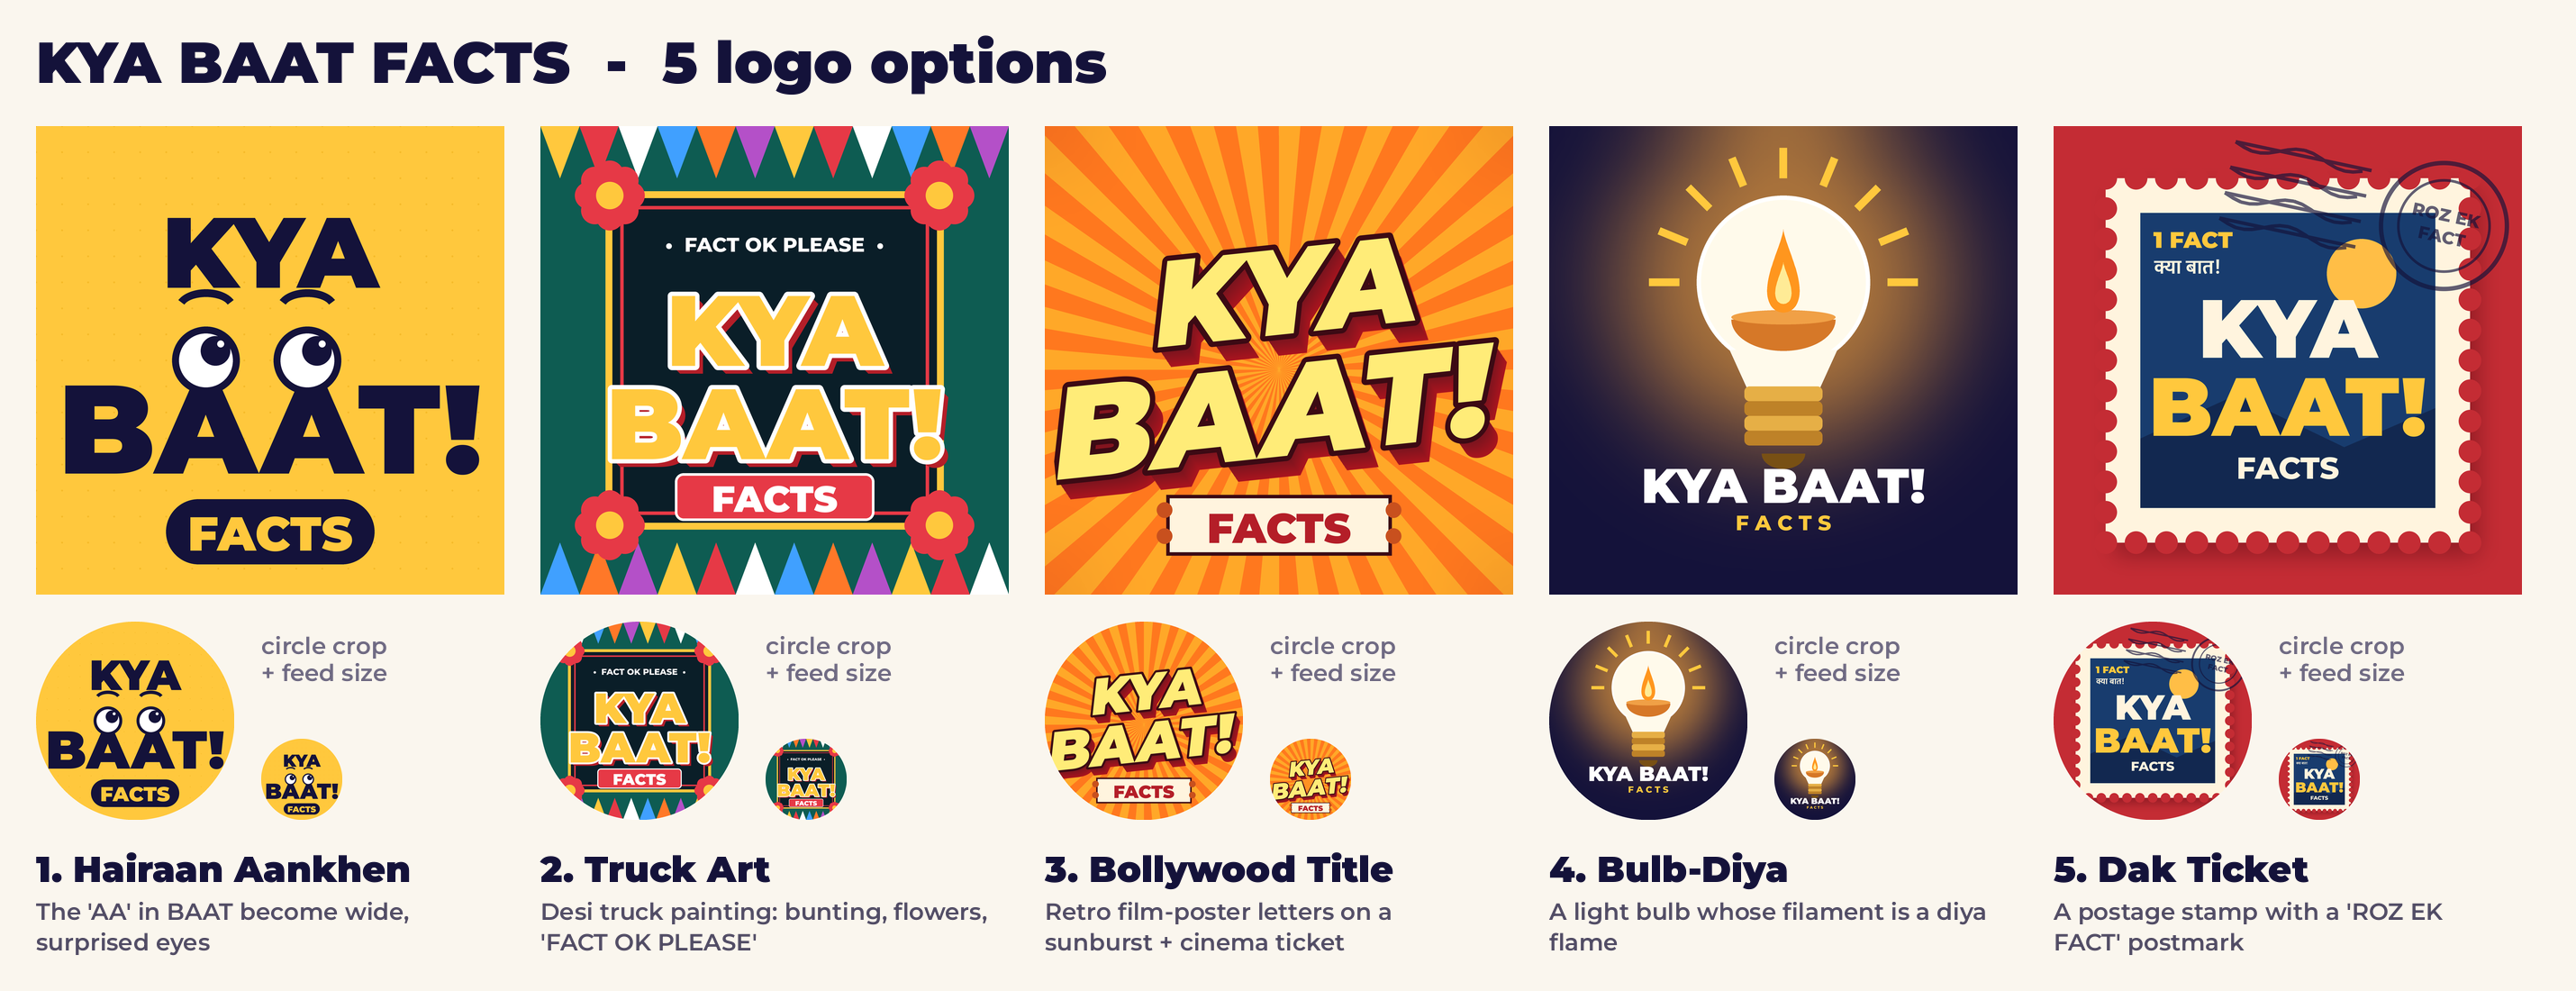 KYA BAAT FACTS - 5 logo options
KYA
BAAT!
FACTS
• FACT OK PLEASE •
KYA
BAAT!
FACTS
KYA
BAAT!
FACTS
KYA BAAT!
FACTS
ROZ EK
FACT
1 FACT
क्या बात!
KYA
BAAT!
FACTS
KYA
BAAT!
FACTS
circle crop
+ feed size
KYA
BAAT!
FACTS
• FACT OK PLEASE •
KYA
BAAT!
FACTS
circle crop
+ feed size
• FACT OK PLEASE •
KYA
BAAT!
FACTS
KYA
BAAT!
FACTS
circle crop
+ feed size
KYA
BAAT!
FACTS
KYA BAAT!
FACTS
circle crop
+ feed size
KYA BAAT!
FACTS
1 FACT
क्या बात!
KYA
BAAT!
FACTS
circle crop
+ feed size
1 FACT
KYA
BAAT!
FACTS
1. Hairaan Aankhen
The 'AA' in BAAT become wide,
surprised eyes
2. Truck Art
Desi truck painting: bunting, flowers,
'FACT OK PLEASE'
3. Bollywood Title
Retro film-poster letters on a
sunburst + cinema ticket
4. Bulb-Diya
A light bulb whose filament is a diya
flame
5. Dak Ticket
A postage stamp with a 'ROZ EK
FACT' postmark